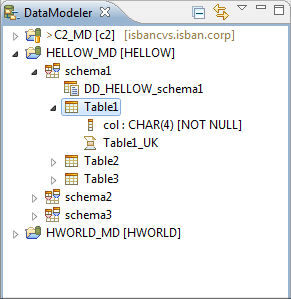 DataModeler
>C2_MD [c2] [isbancvs.isban.corp]
HELLOW_MD [HELLOW]
schema1
DD_HELLOW_schema1
Table1
col : CHAR(4) [NOT NULL]
Table1_UK
Table2
Table3
schema2
schema3
HWORLD_MD [HWORLD]